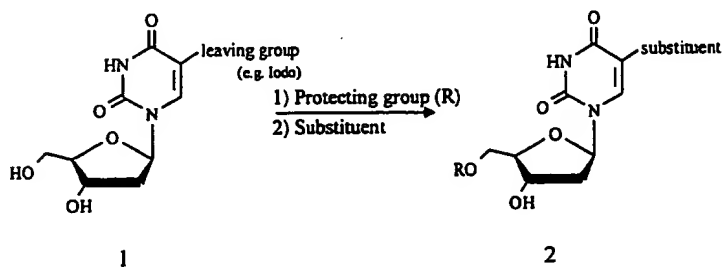 O
leaving group
(e.g. Iodo)
HN
O
N
O
HO
OH
1
1) Protecting group (R)
2) Substituent
O
substituent
HN
O
N
O
RO
OH
2